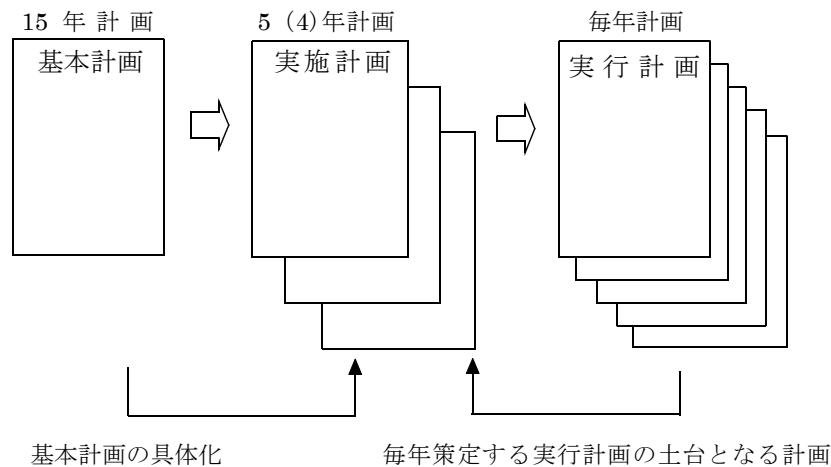 15 年 計 画
5 (4)年計画
毎年計画
基本計画
実施計画
実 行 計 画
基本計画の具体化
毎年策定する実行計画の土台となる計画